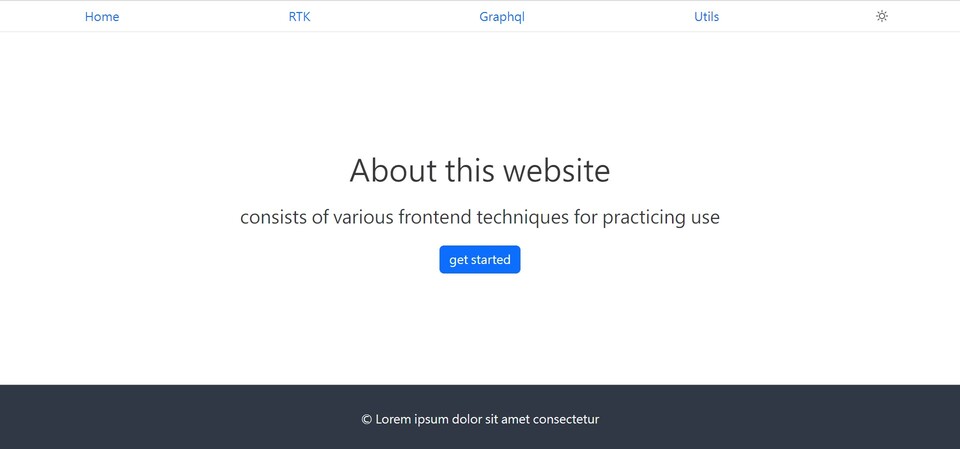 Home RTK Graphql Utils
About this website
consists of various frontend techniques for practicing use
get started
© Lorem ipsum dolor sit amet consectetur